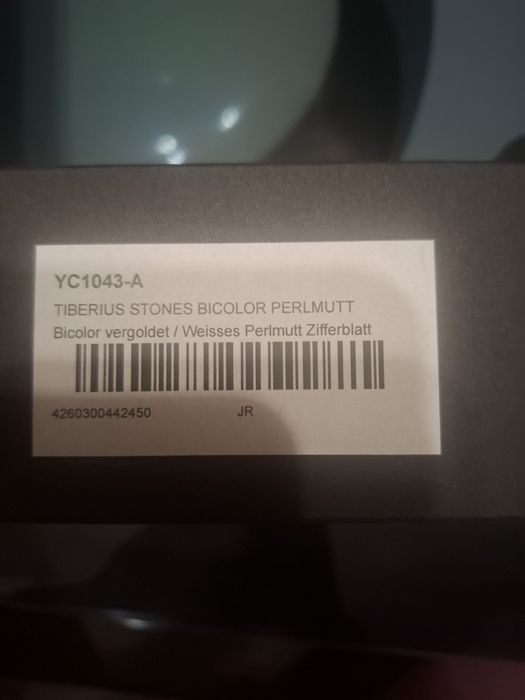 YC1043-A
TIBERIUS STONES BICOLOR PERLMUTT
Bicolor vergoldet / Weisses Perlmutt Zifferblatt
4260300442450 JR